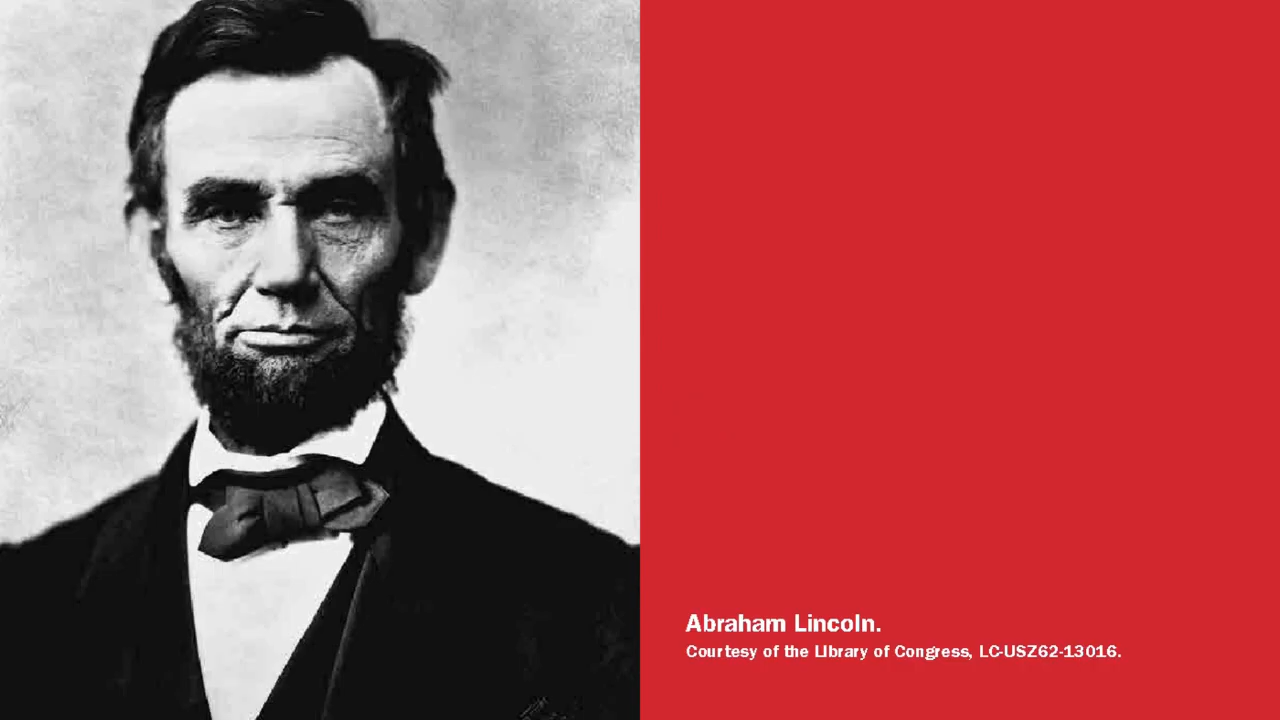 Abraham Lincoln.
Courtesy of the Library of Congress, LC-USZ62-13016.